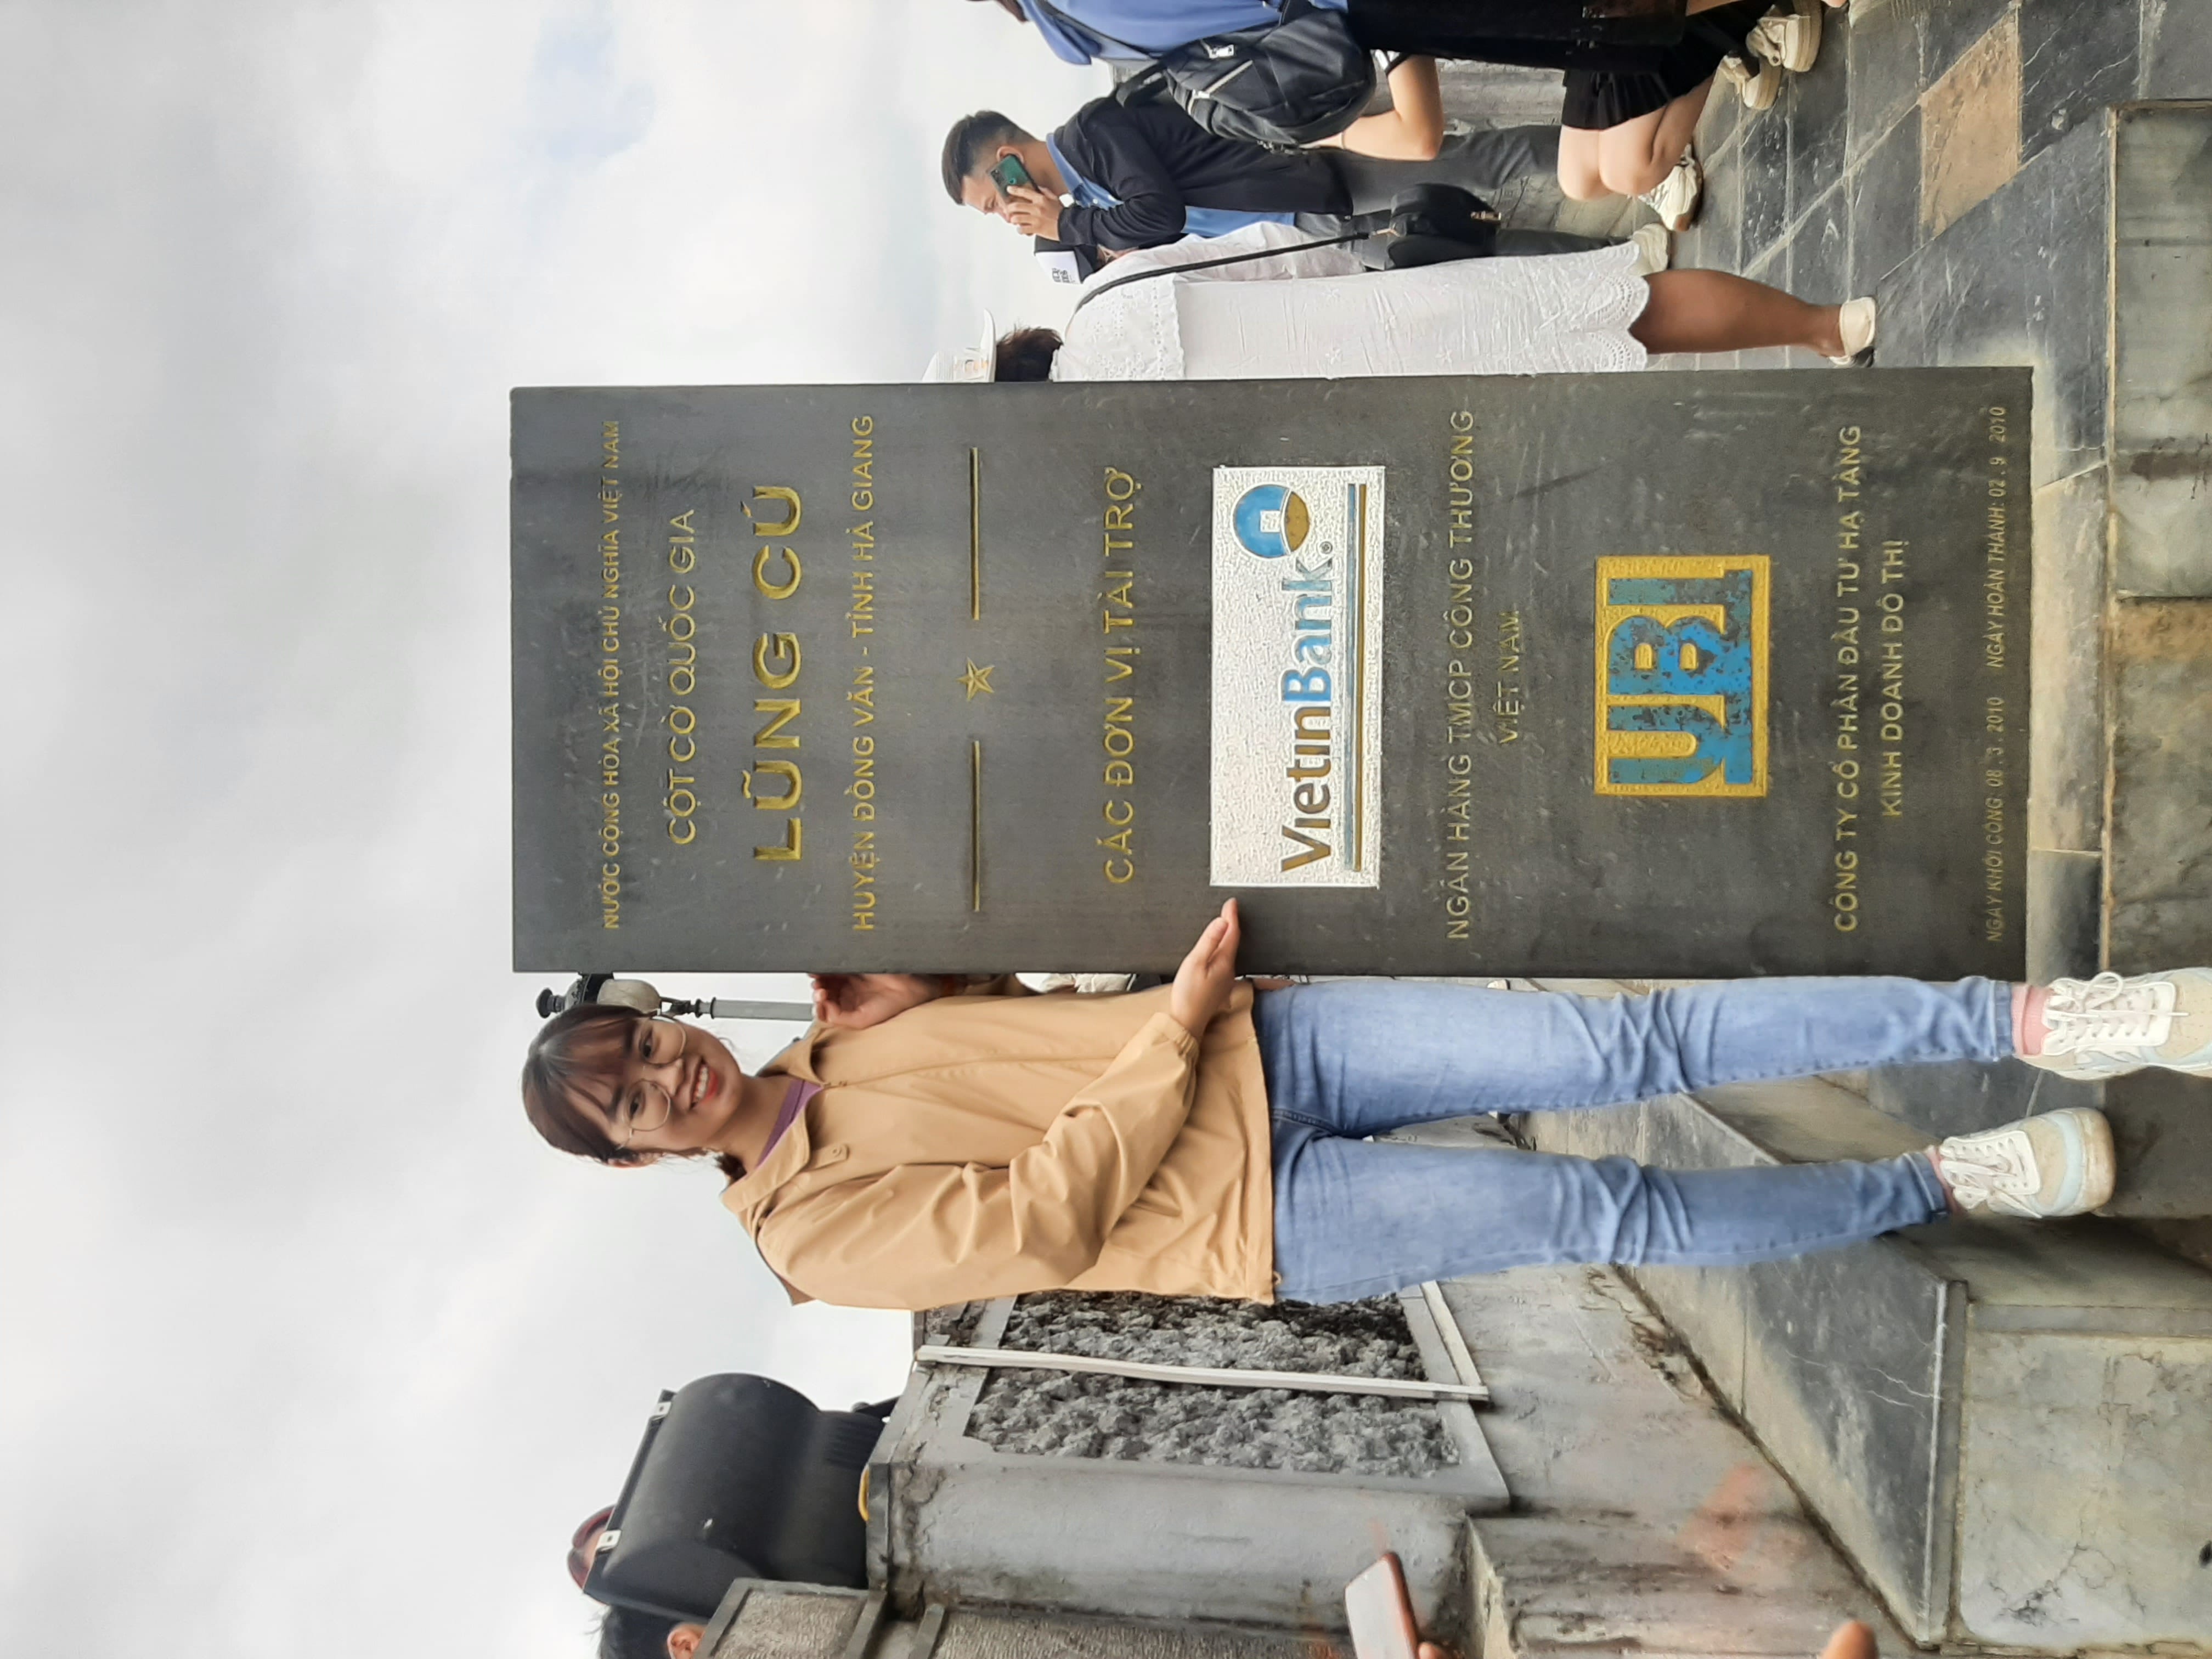 NƯỚC CỘNG HÒA XÃ HỘI CHỦ NGHĨA VIỆT NAM
CỘT CỜ QUỐC GIA
LŨNG CÚ
HUYỆN ĐỒNG VĂN - TỈNH HÀ GIANG
CÁC ĐƠN VỊ TÀI TRỢ
VietinBank®
NGÂN HÀNG TMCP CÔNG THƯƠNG
VIỆT NAM
UBI
CÔNG TY CỔ PHẦN ĐẦU TƯ HẠ TẦNG
KINH DOANH ĐÔ THỊ
NGÀY KHỞI CÔNG: 08.3.2010 NGÀY HOÀN THÀNH: 02.9 2010